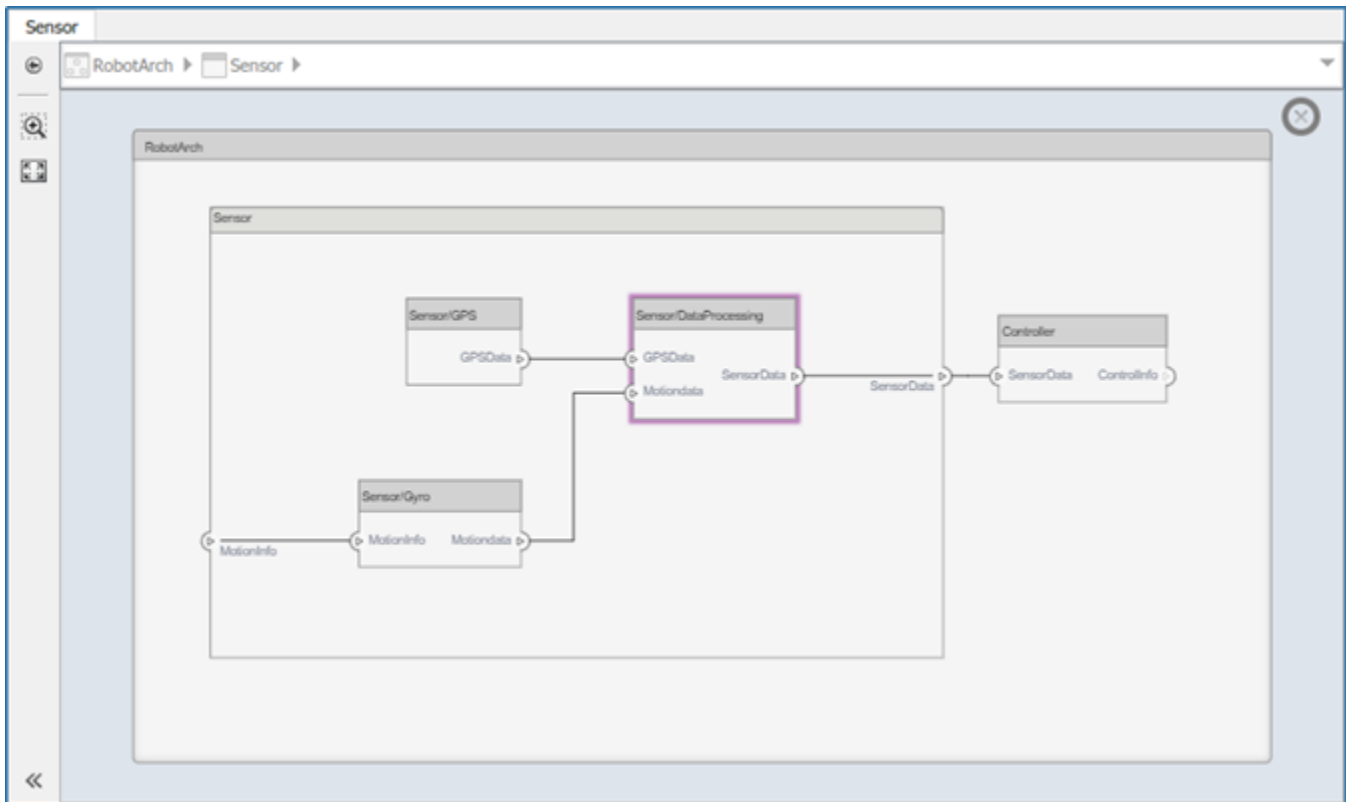 Sensor
RobotArch Sensor
RobotArch
Sensor
Sensor/GPS
GPSData
Sensor/DataProcessing
GPSData
SensorData
Motiondata
SensorData
Controller
SensorData ControlInfo
Sensor/Gyro
MotionInfo Motiondata
MotionInfo